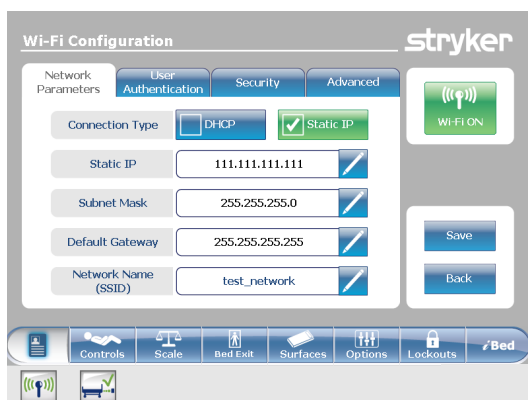 Wi-Fi Configuration
stryker
Network
Parameters
User
Authentication
Security
Advanced
Wi-Fi ON
Connection Type
DHCP
Static IP
Static IP
111.111.111.111
Subnet Mask
255.255.255.0
Default Gateway
255.255.255.255
Network Name
(SSID)
test_network
Save
Back
Controls
Scale
Bed Exit
Surfaces
Options
Lockouts
iBed